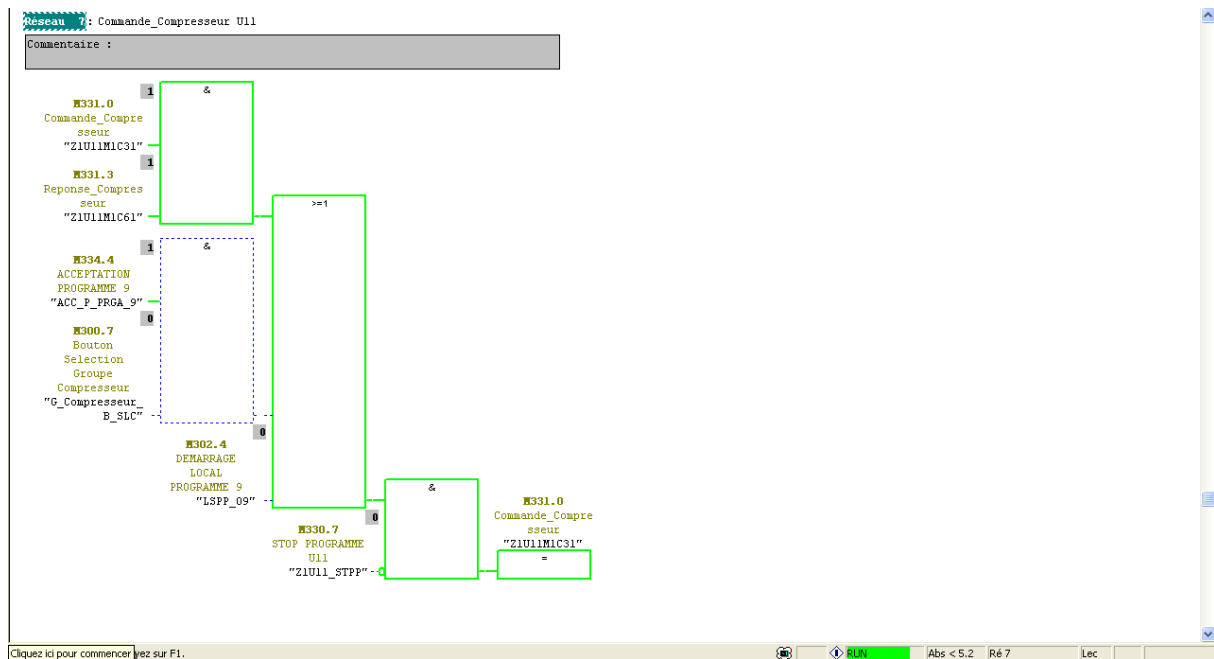 Réseau 7: Commande_Compresseur U11
Commentaire :
1
&
M331.0
Commande_Compre
sseur
"Z1U11M1C31"
1
M331.3
Reponse_Compres
seur
"Z1U11M1C61"
>=1
1
&
M334.4
ACCEPTATION
PROGRAMME 9
"ACC_P_PRGA_9"
0
M300.7
Bouton
Selection
Groupe
Compresseur
"G_Compresseur_
B_SLC"
0
M302.4
DEMARRAGE
LOCAL
PROGRAMME 9
"LSPP_09"
&
0
M330.7
STOP PROGRAMME
U11
"Z1U11_STPP"
M331.0
Commande_Compre
sseur
"Z1U11M1C31"
=
Cliquez ici pour commencer yez sur F1.
RUN
Abs < 5.2
Ré 7
Lec